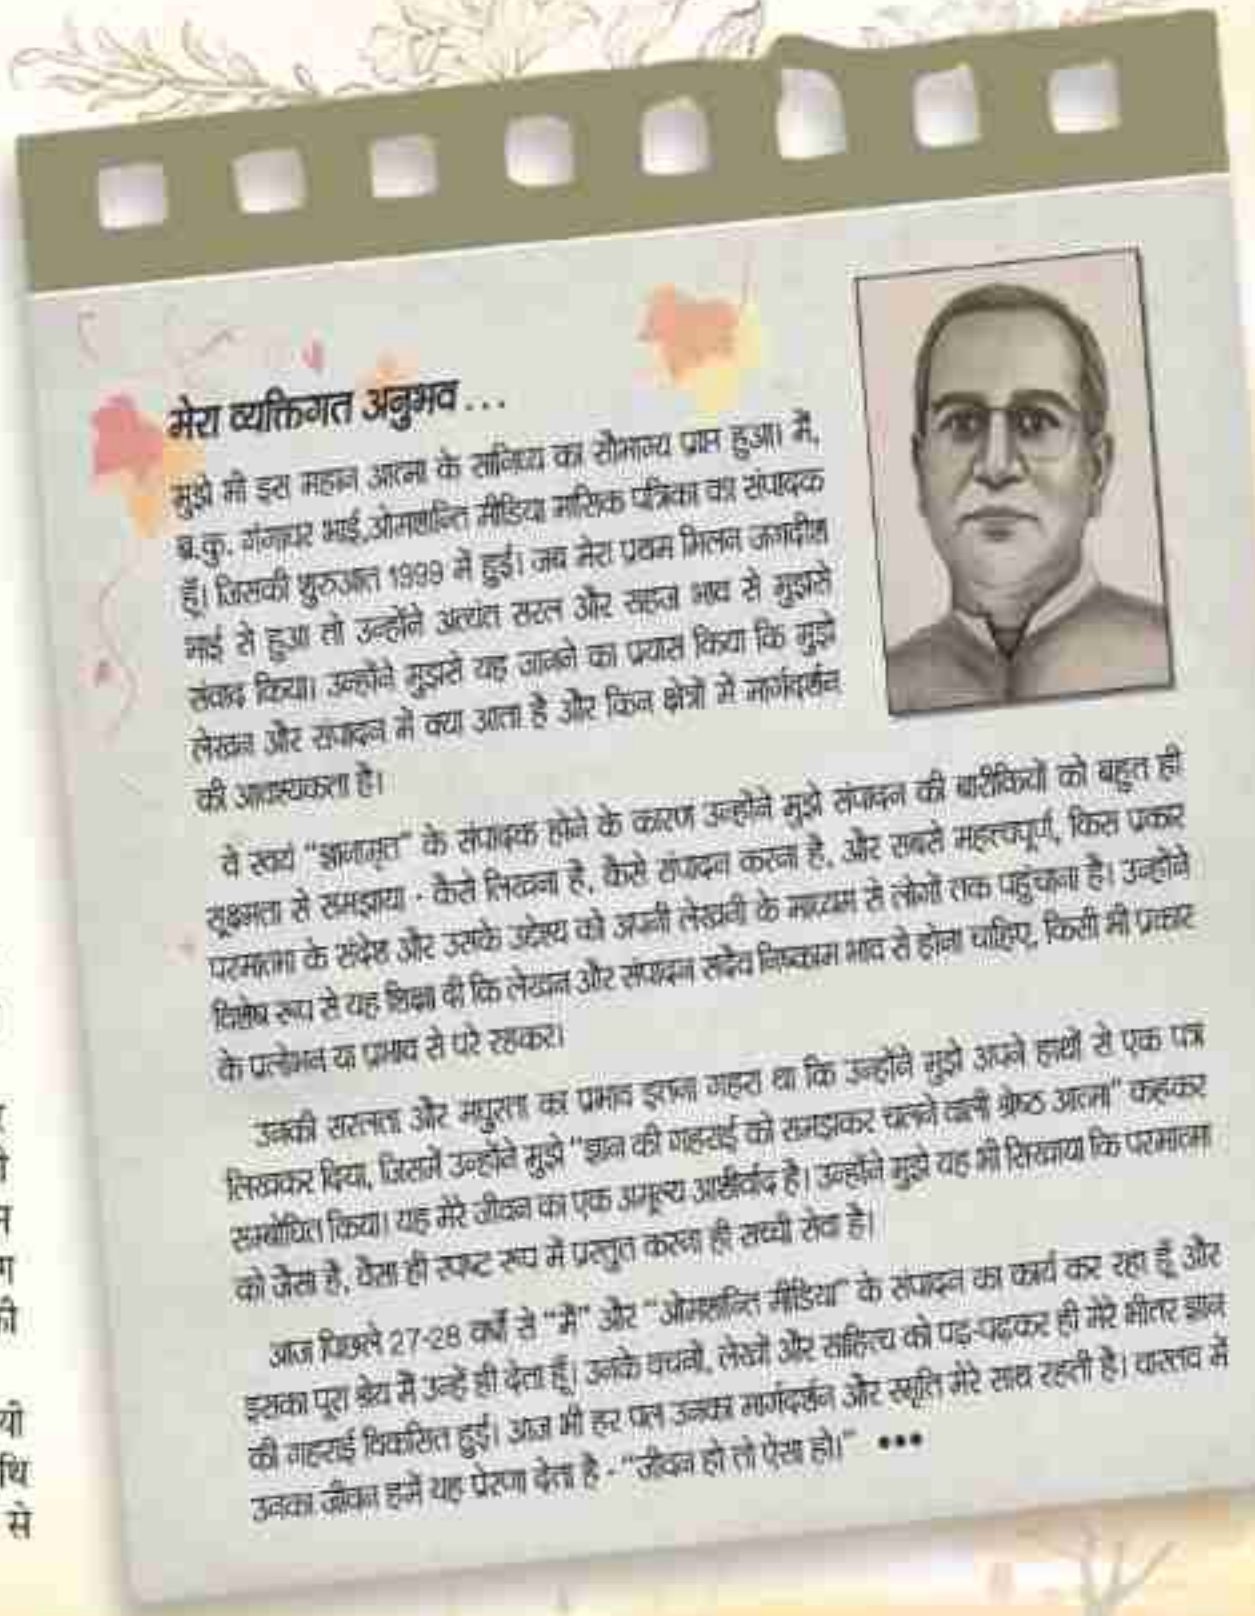 मेरा व्यक्तिगत अनुभव...
मुझे भी इस महान आत्मा के सानिध्य का सौभाग्य प्राप्त हुआ। मैं,
ब्र.कु. गंगाधर भाई,ओमशान्ति मीडिया मासिक पत्रिका का संपादक
हूँ। जिसकी शुरुआत 1999 में हुई। जब मेरा प्रथम मिलन जगदीश
भाई से हुआ तो उन्होंने अत्यंत सरल और सहज भाव से मुझसे
संवाद किया। उन्होंने मुझसे यह जानने का प्रयास किया कि मुझे
लेखन और संपादन में क्या आता है और किन क्षेत्रों में मार्गदर्शन
की आवश्यकता है।
वे स्वयं "ज्ञानामृत" के संपादक होने के कारण उन्होंने मुझे संपादन की बारीकियों को बहुत ही
सूक्ष्मता से समझाया - कैसे लिखना है, कैसे संपादन करना है, और सबसे महत्त्वपूर्ण, किस प्रकार
परमात्मा के संदेश और उसके उद्देश्य को अपनी लेखनी के माध्यम से लोगों तक पहुंचाना है। उन्होंने
विशेष रूप से यह शिक्षा दी कि लेखन और संपादन सदैव निष्काम भाव से होना चाहिए, किसी भी प्रकार
के प्रलोभन या प्रभाव से परे रहकर।
उनकी सरलता और मधुरता का प्रभाव इतना गहरा था कि उन्होंने मुझे अपने हाथों से एक पत्र
लिखकर दिया, जिसमें उन्होंने मुझे "ज्ञान की गहराई को समझकर चलने वाली श्रेष्ठ आत्मा" कहकर
सम्बोधित किया। यह मेरे जीवन का एक अमूल्य आशीर्वाद है। उन्होंने मुझे यह भी सिखाया कि परमात्मा
को जैसा है, वैसा ही स्पष्ट रूप में प्रस्तुत करना ही सच्ची सेवा है।
आज पिछले 27-28 वर्षों से "मैं" और "ओमशान्ति मीडिया" के संपादन का कार्य कर रहा हूँ और
इसका पूरा श्रेय मैं उन्हें ही देता हूँ। उनके वचनों, लेखों और साहित्य को पढ़-पढ़कर ही मेरे भीतर ज्ञान
की गहराई विकसित हुई। आज भी हर पल उनका मार्गदर्शन और स्मृति मेरे साथ रहती है। वास्तव में
उनका जीवन हमें यह प्रेरणा देता है - "जीवन हो तो ऐसा हो।" •••
यी
थि
से